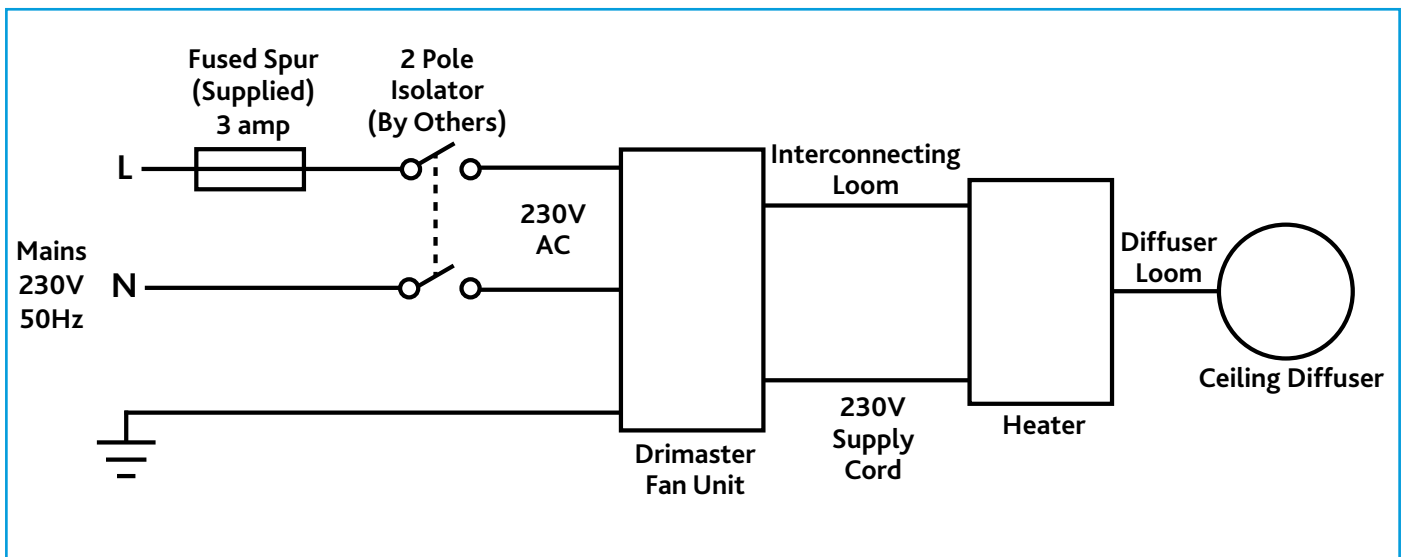 Fused Spur
(Supplied)
3 amp
2 Pole
Isolator
(By Others)
L
Mains
230V
50Hz
N
230V
AC
Interconnecting
Loom
Diffuser
Loom
Ceiling Diffuser
Heater
230V
Supply
Cord
Drimaster
Fan Unit